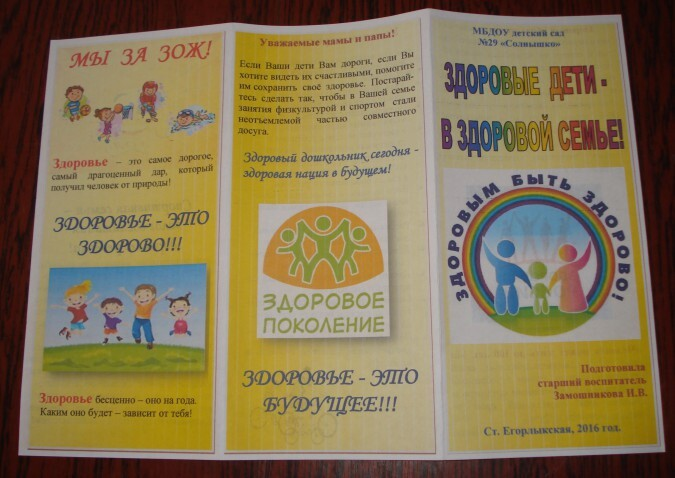 МЫ ЗА ЗОЖ!
Здоровье – это самое дорогое,
самый драгоценный дар, который
получил человек от природы!
ЗДОРОВЬЕ - ЭТО
ЗДОРОВО!!!
Здоровье бесценно – оно на года.
Каким оно будет – зависит от тебя!
Уважаемые мамы и папы!
Если Ваши дети Вам дороги, если Вы
хотите видеть их счастливыми, помогите
им сохранить своё здоровье. Постарай-
тесь сделать так, чтобы в Вашей семье
занятия физкультурой и спортом стали
неотъемлемой частью совместного
досуга.
Здоровый дошкольник сегодня -
здоровая нация в будущем!
ЗДОРОВОЕ
ПОКОЛЕНИЕ
ЗДОРОВЬЕ - ЭТО
БУДУЩЕЕ!!!
МБДОУ детский сад
№29 «Солнышко»
ЗДОРОВЫЕ ДЕТИ -
В ЗДОРОВОЙ СЕМЬЕ!
ЗДОРОВЫМ БЫТЬ ЗДОРОВО!
Подготовила
старший воспитатель
Замошникова Н.В.
Ст. Егорлыкская, 2016 год.